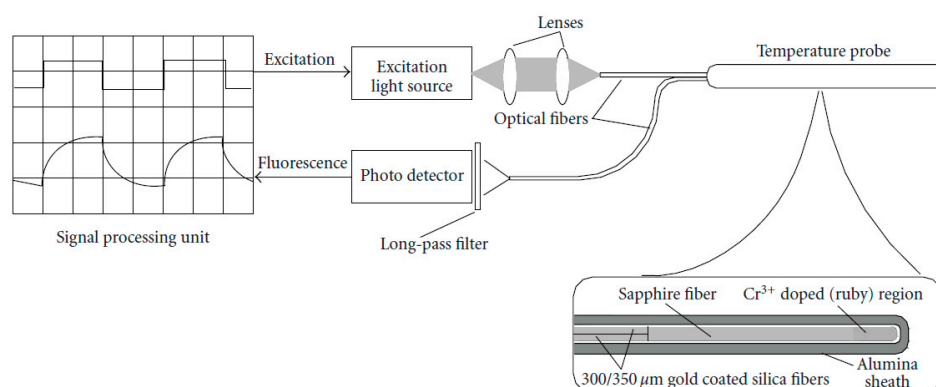 Lenses
Temperature probe
Excitation
Excitation
light source
Optical fibers
Fluorescence
Photo detector
Signal processing unit
Long-pass filter
Sapphire fiber
Cr³⁺ doped (ruby) region
300/350 μm gold coated silica fibers
Alumina
sheath